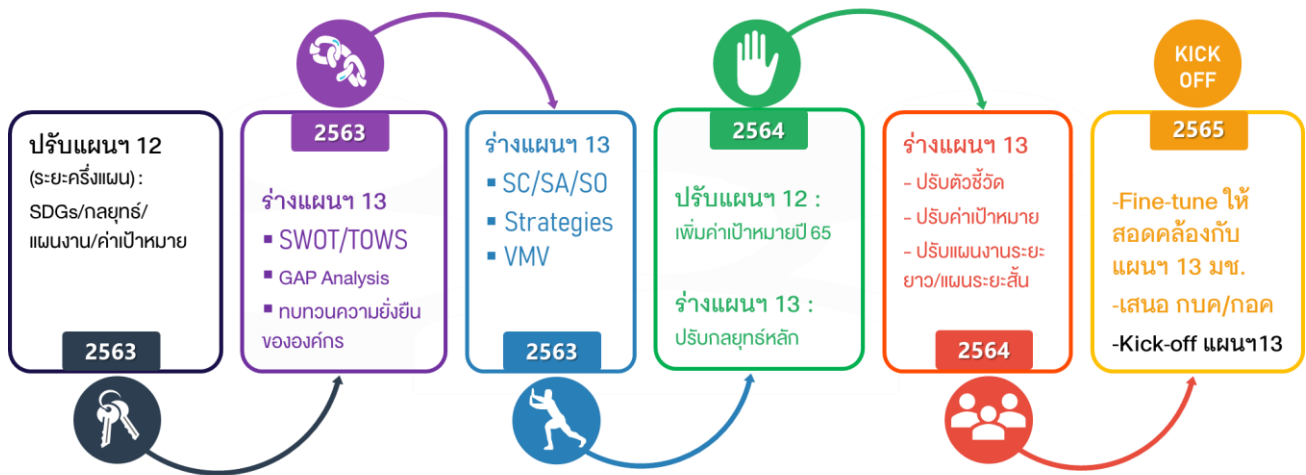 ปรับแผนฯ 12
(ระยะครึ่งแผน) :
SDGs/กลยุทธ์/
แผนงาน/ค่าเป้าหมาย
2563
2563
ร่างแผนฯ 13
▪ SWOT/TOWS
▪ GAP Analysis
▪ ทบทวนความยั่งยืน
ขององค์กร
ร่างแผนฯ 13
▪ SC/SA/SO
▪ Strategies
▪ VMV
2563
2564
ปรับแผนฯ 12 :
เพิ่มค่าเป้าหมายปี 65
ร่างแผนฯ 13 :
ปรับกลยุทธ์หลัก
ร่างแผนฯ 13
- ปรับตัวชี้วัด
- ปรับค่าเป้าหมาย
- ปรับแผนงานระยะ
ยาว/แผนระยะสั้น
2564
KICK
OFF
2565
-Fine-tune ให้
สอดคล้องกับ
แผนฯ 13 มช.
-เสนอ กบค/กอค
-Kick-off แผนฯ13